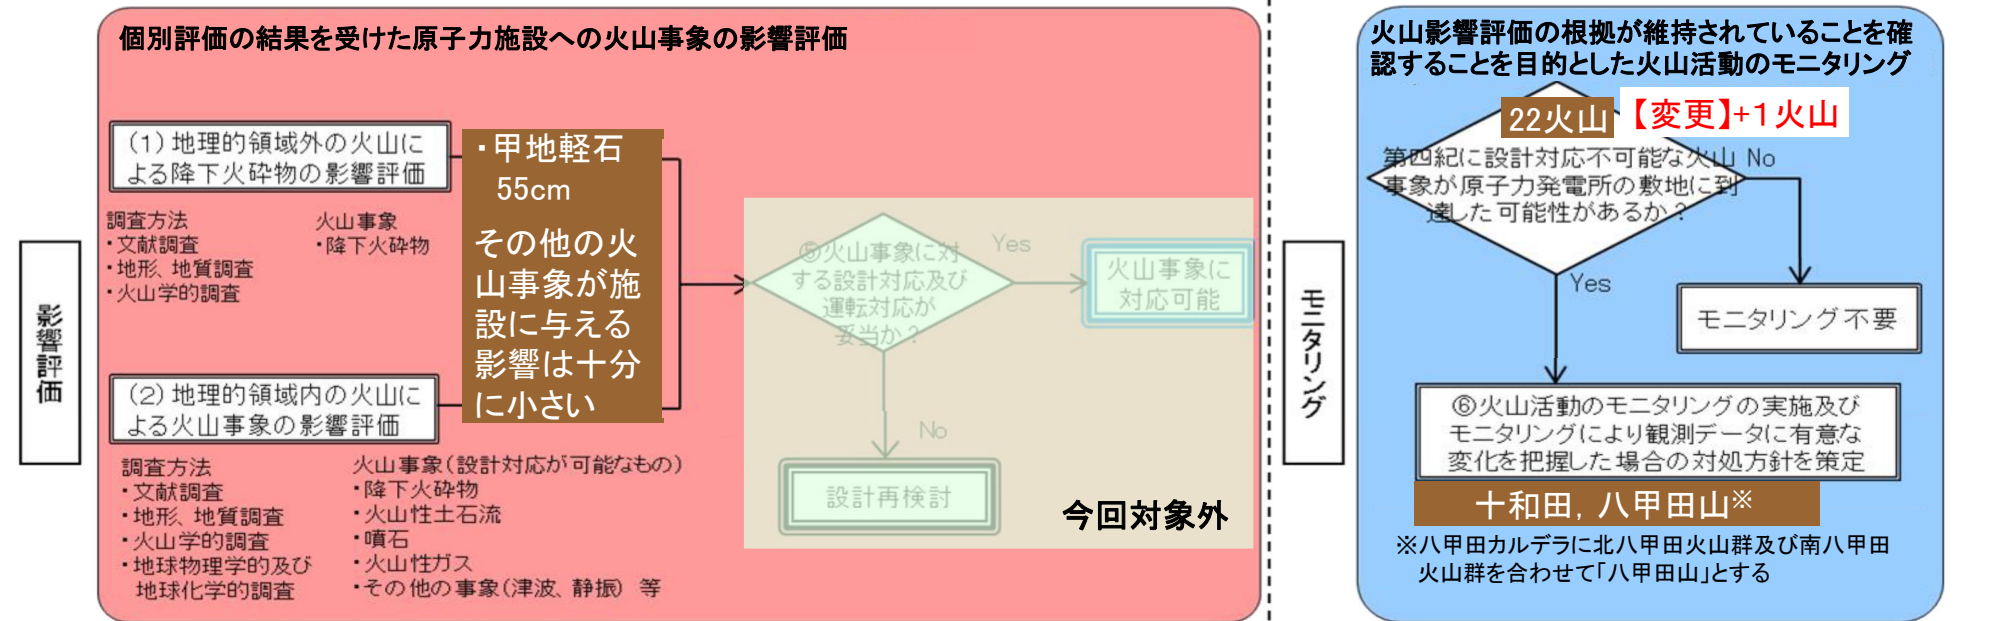 個別評価の結果を受けた原子力施設への火山事象の影響評価
影響評価
(1)地理的領域外の火山に
よる降下火砕物の影響評価
調査方法
・文献調査
・地形、地質調査
・火山学的調査
火山事象
・降下火砕物
・甲地軽石
55cm
その他の火
山事象が施
設に与える
影響は十分
に小さい
(2)地理的領域内の火山に
よる火山事象の影響評価
調査方法
・文献調査
・地形、地質調査
・火山学的調査
・地球物理学的及び
地球化学的調査
火山事象(設計対応が可能なもの)
・降下火砕物
・火山性土石流
・噴石
・火山性ガス
・その他の事象(津波、静振) 等
⑤火山事象に対
する設計対応及び
運転対応が
妥当か?
Yes
火山事象に
対応可能
No
設計再検討
今回対象外
モニタリング
火山影響評価の根拠が維持されていることを確
認することを目的とした火山活動のモニタリング
22火山
【変更】+1火山
第四紀に設計対応不可能な火山
事象が原子力発電所の敷地に到
達した可能性があるか?
No
Yes
モニタリング不要
⑥火山活動のモニタリングの実施及び
モニタリングにより観測データに有意な
変化を把握した場合の対処方針を策定
十和田,八甲田山※
※八甲田カルデラに北八甲田火山群及び南八甲田
火山群を合わせて「八甲田山」とする